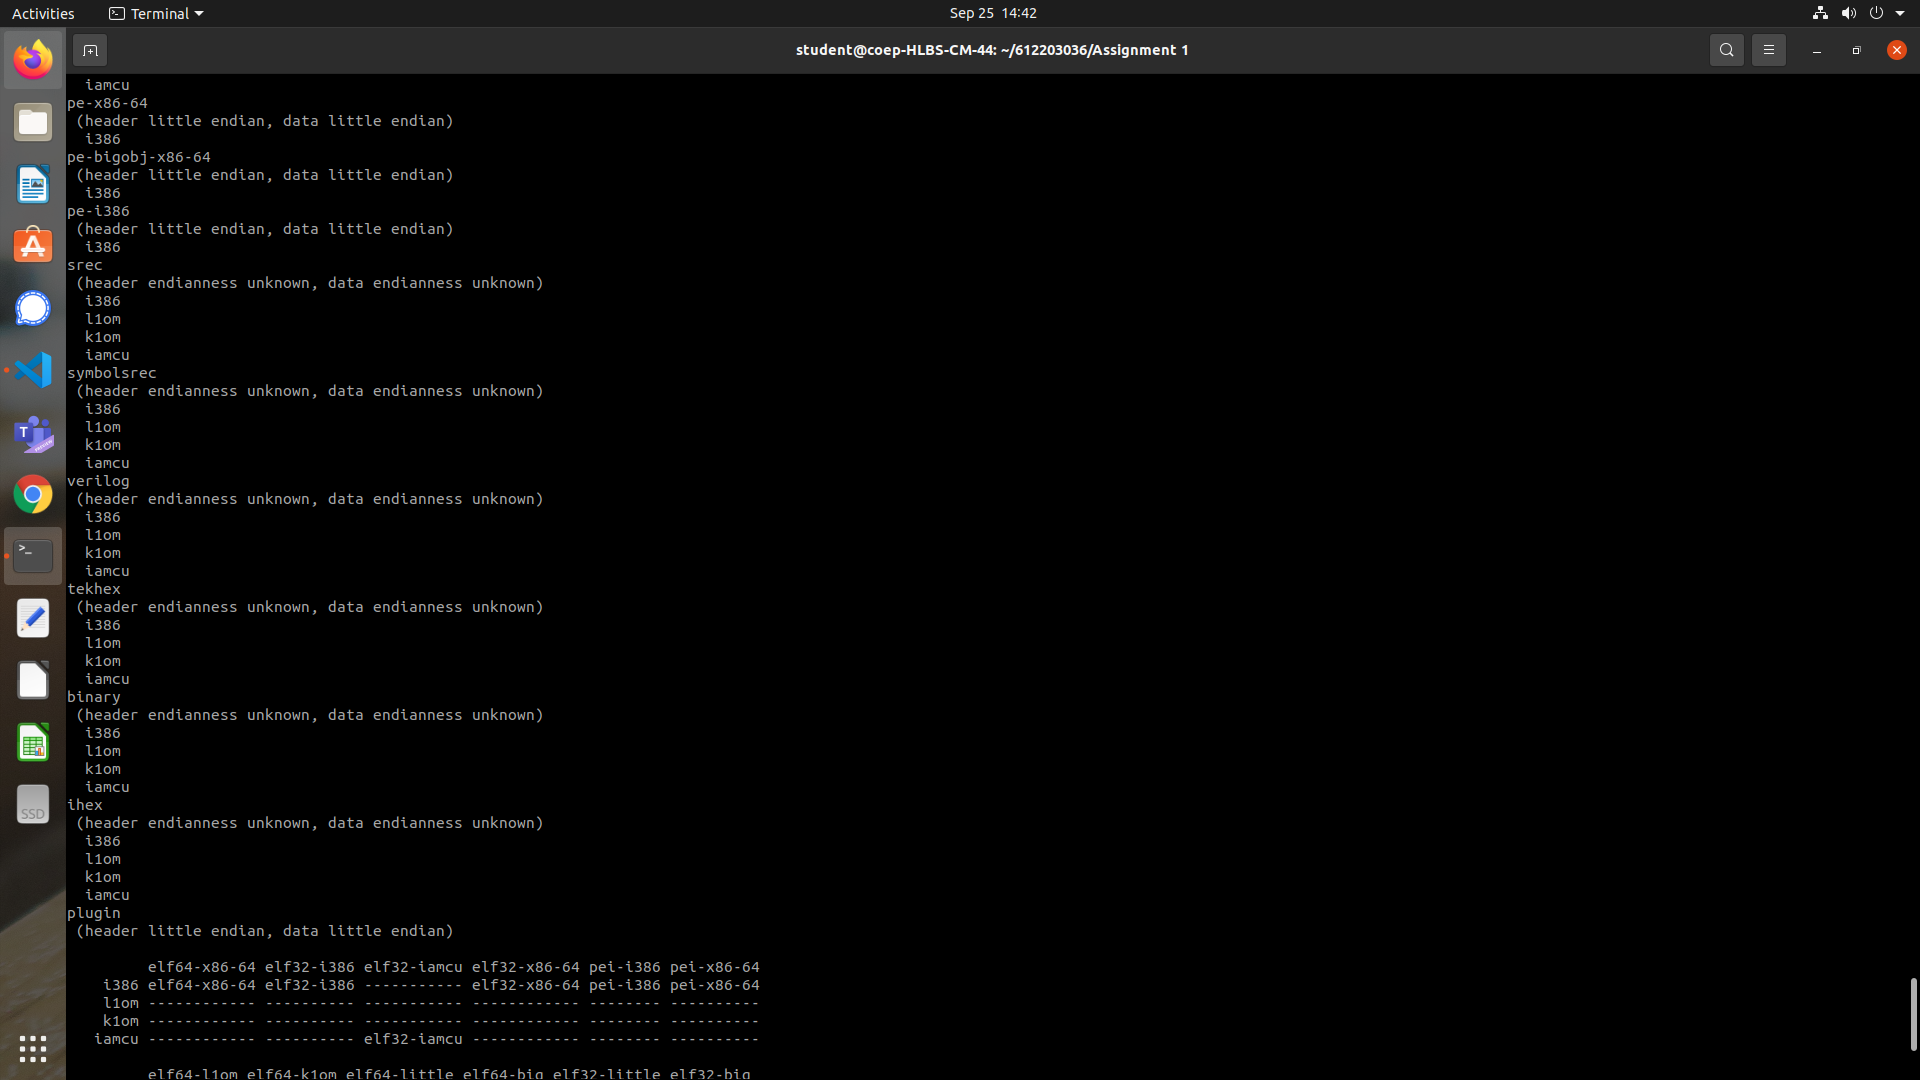 Activities Terminal Sep 25 14:42
student@coep-HLBS-CM-44: ~/612203036/Assignment 1
  iamcu
pe-x86-64
 (header little endian, data little endian)
  i386
pe-bigobj-x86-64
 (header little endian, data little endian)
  i386
pe-i386
 (header little endian, data little endian)
  i386
srec
 (header endianness unknown, data endianness unknown)
  i386
  l1om
  k1om
  iamcu
symbolsrec
 (header endianness unknown, data endianness unknown)
  i386
  l1om
  k1om
  iamcu
verilog
 (header endianness unknown, data endianness unknown)
  i386
  l1om
  k1om
  iamcu
tekhex
 (header endianness unknown, data endianness unknown)
  i386
  l1om
  k1om
  iamcu
binary
 (header endianness unknown, data endianness unknown)
  i386
  l1om
  k1om
  iamcu
ihex
 (header endianness unknown, data endianness unknown)
  i386
  l1om
  k1om
  iamcu
plugin
 (header little endian, data little endian)
         elf64-x86-64 elf32-i386 elf32-iamcu elf32-x86-64 pei-i386 pei-x86-64
    i386 elf64-x86-64 elf32-i386 ----------- elf32-x86-64 pei-i386 pei-x86-64
    l1om ------------ ---------- ----------- ------------ -------- ----------
    k1om ------------ ---------- ----------- ------------ -------- ----------
   iamcu ------------ ---------- elf32-iamcu ------------ -------- ----------
         elf64-l1om elf64-k1om elf64-little elf64-big elf32-little elf32-big
T
SSD